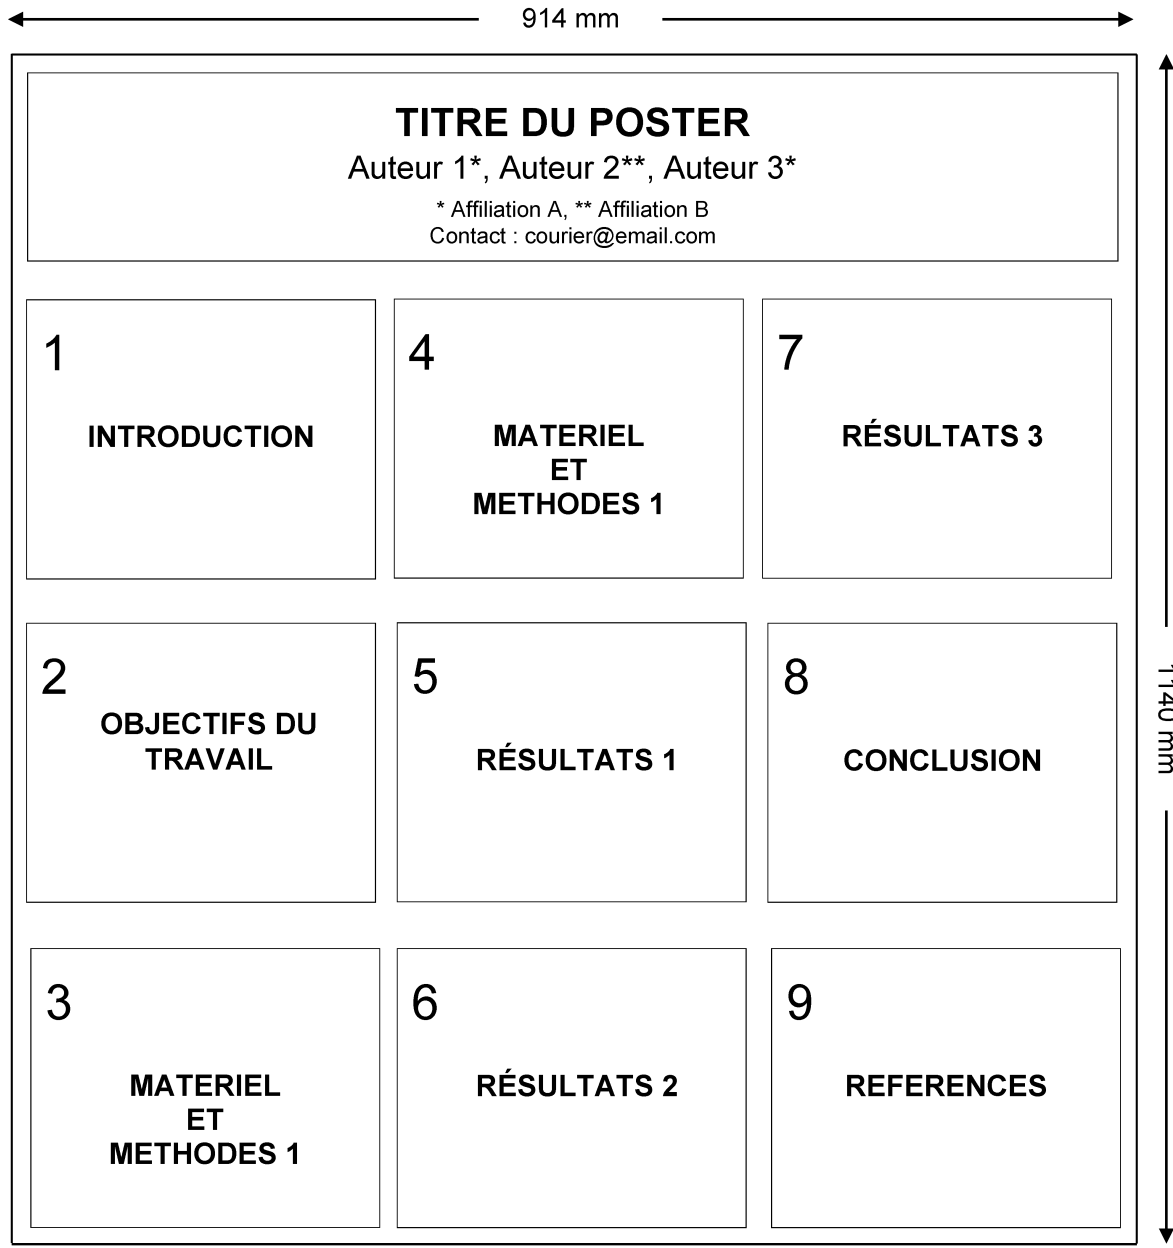 914 mm
TITRE DU POSTER
Auteur 1*, Auteur 2**, Auteur 3*
* Affiliation A, ** Affiliation B
Contact : courier@email.com
1
INTRODUCTION
2
OBJECTIFS DU
TRAVAIL
3
MATERIEL
ET
METHODES 1
4
MATERIEL
ET
METHODES 1
5
RÉSULTATS 1
6
RÉSULTATS 2
7
RÉSULTATS 3
8
CONCLUSION
9
REFERENCES
1140 mm